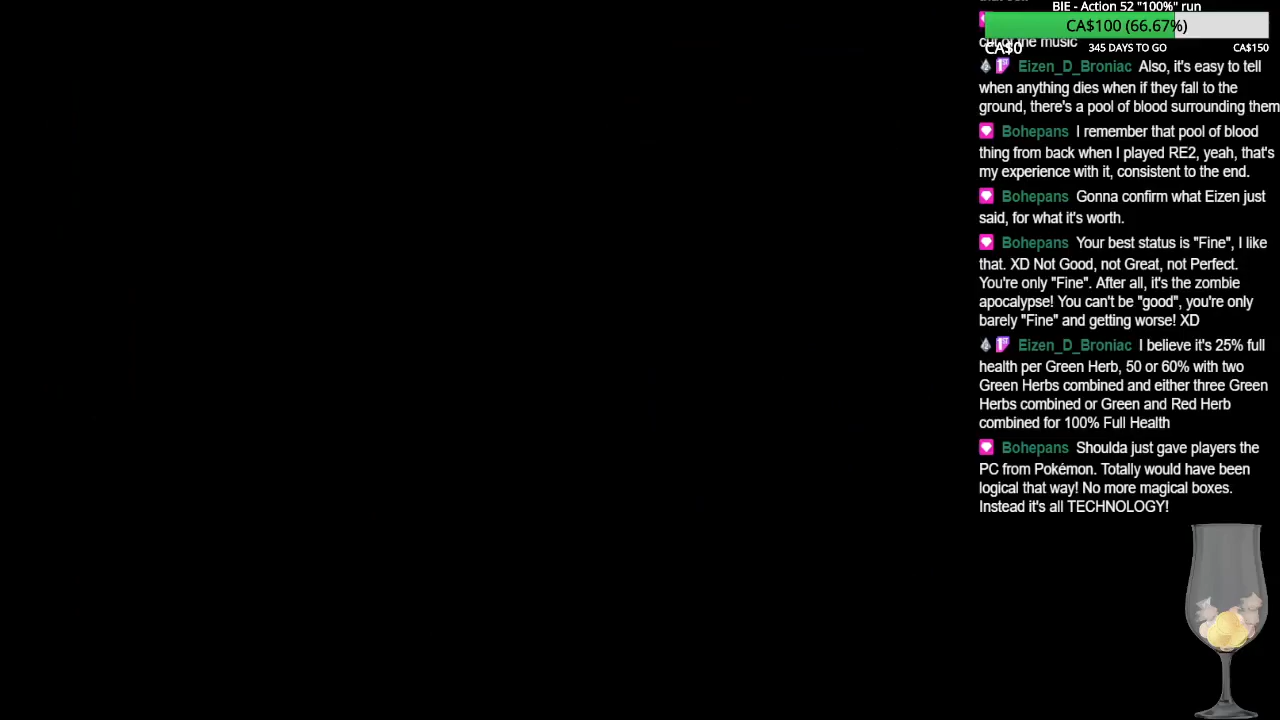 BIE - Action 52 "100%" run
CA$100 (66.67%)
cut of the music
CA$0 345 DAYS TO GO CA$150
Eizen_D_Broniac Also, it's easy to tell
when anything dies when if they fall to the
ground, there's a pool of blood surrounding them
Bohepans I remember that pool of blood
thing from back when I played RE2, yeah, that's
my experience with it, consistent to the end.
Bohepans Gonna confirm what Eizen just
said, for what it's worth.
Bohepans Your best status is "Fine", I like
that. XD Not Good, not Great, not Perfect.
You're only "Fine". After all, it's the zombie
apocalypse! You can't be "good", you're only
barely "Fine" and getting worse! XD
Eizen_D_Broniac I believe it's 25% full
health per Green Herb, 50 or 60% with two
Green Herbs combined and either three Green
Herbs combined or Green and Red Herb
combined for 100% Full Health
Bohepans Shoulda just gave players the
PC from Pokémon. Totally would have been
logical that way! No more magical boxes.
Instead it's all TECHNOLOGY!